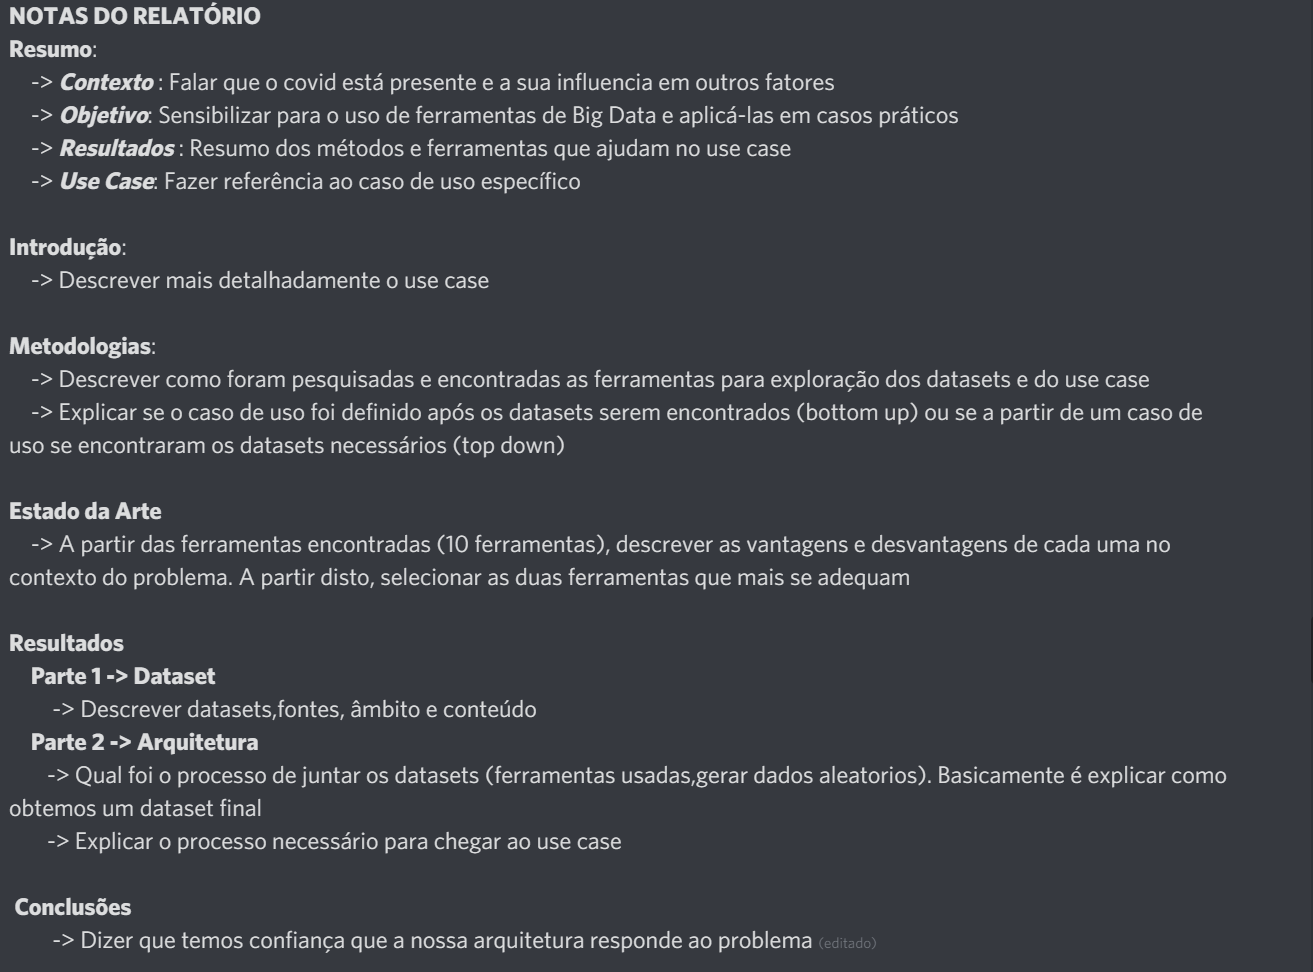 NOTAS DO RELATÓRIO
Resumo:
-> Contexto : Falar que o covid está presente e a sua influencia em outros fatores
-> Objetivo: Sensibilizar para o uso de ferramentas de Big Data e aplicá-las em casos práticos
-> Resultados : Resumo dos métodos e ferramentas que ajudam no use case
-> Use Case: Fazer referência ao caso de uso específico
Introdução:
-> Descrever mais detalhadamente o use case
Metodologias:
-> Descrever como foram pesquisadas e encontradas as ferramentas para exploração dos datasets e do use case
-> Explicar se o caso de uso foi definido após os datasets serem encontrados (bottom up) ou se a partir de um caso de
uso se encontraram os datasets necessários (top down)
Estado da Arte
-> A partir das ferramentas encontradas (10 ferramentas), descrever as vantagens e desvantagens de cada uma no
contexto do problema. A partir disto, selecionar as duas ferramentas que mais se adequam
Resultados
Parte 1 -> Dataset
-> Descrever datasets,fontes, âmbito e conteúdo
Parte 2 -> Arquitetura
-> Qual foi o processo de juntar os datasets (ferramentas usadas,gerar dados aleatorios). Basicamente é explicar como
obtemos um dataset final
-> Explicar o processo necessário para chegar ao use case
Conclusões
-> Dizer que temos confiança que a nossa arquitetura responde ao problema (editado)